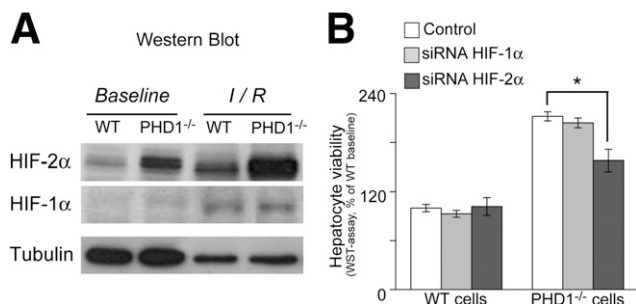 A
Western Blot
Baseline
I / R
WT PHD1-/- WT PHD1-/-
HIF-2α
HIF-1α
Tubulin
B
Control
siRNA HIF-1α
siRNA HIF-2α
*
240
120
0
Hepatocyte viability
(WST-assay, % of WT baseline)
WT cells
PHD1-/- cells